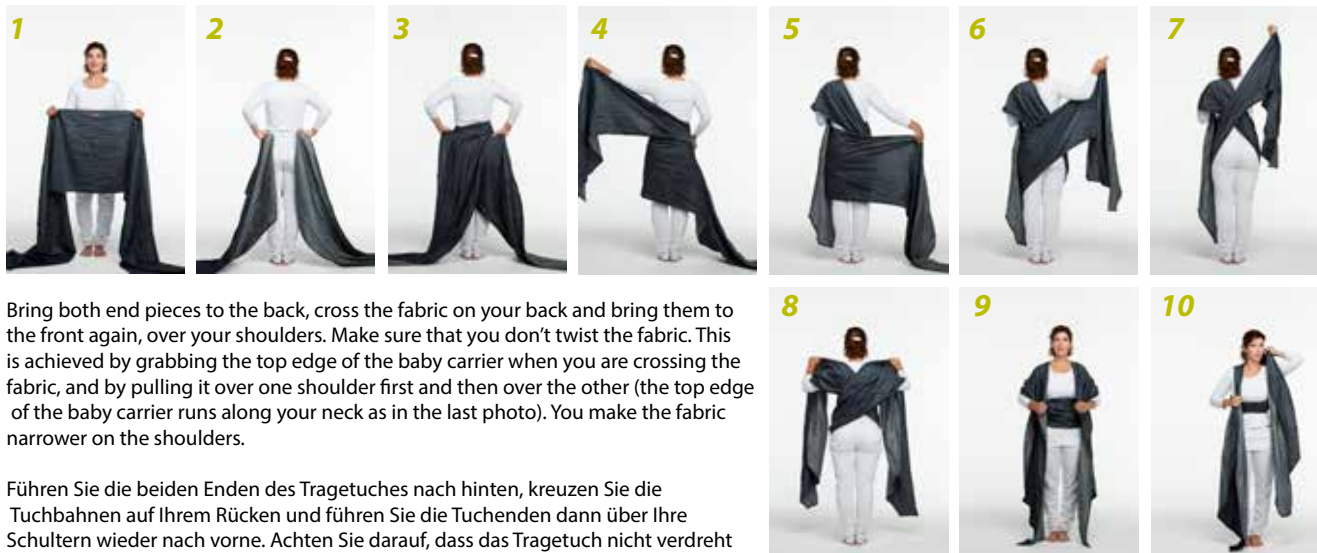 1 2 3 4 5 6 7
Bring both end pieces to the back, cross the fabric on your back and bring them to
the front again, over your shoulders. Make sure that you don’t twist the fabric. This
is achieved by grabbing the top edge of the baby carrier when you are crossing the
fabric, and by pulling it over one shoulder first and then over the other (the top edge
of the baby carrier runs along your neck as in the last photo). You make the fabric
narrower on the shoulders.
Führen Sie die beiden Enden des Tragetuches nach hinten, kreuzen Sie die
Tuchbahnen auf Ihrem Rücken und führen Sie die Tuchenden dann über Ihre
Schultern wieder nach vorne. Achten Sie darauf, dass das Tragetuch nicht verdreht
8 9 10